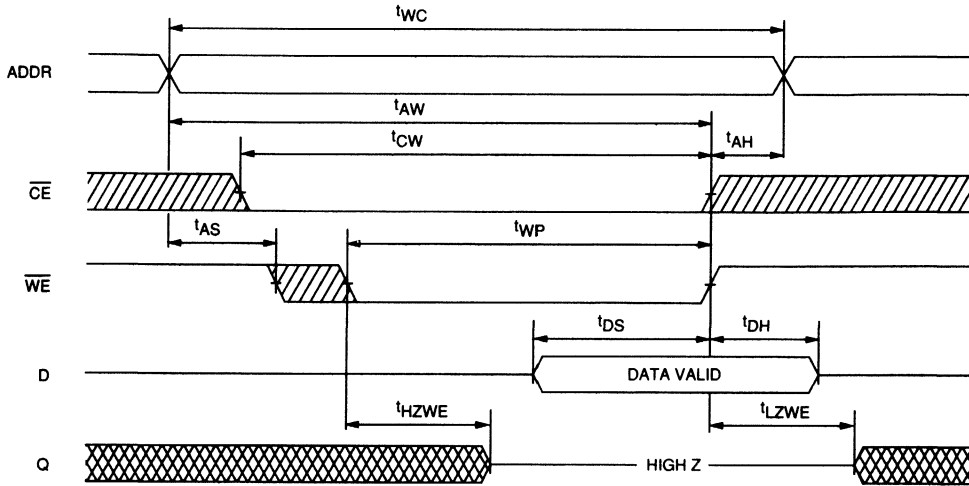 tWC
ADDR
tAW
tCW
tAH
CE
tAS
tWP
WE
tDS
tDH
D
DATA VALID
tHZWE
tLZWE
Q
HIGH Z